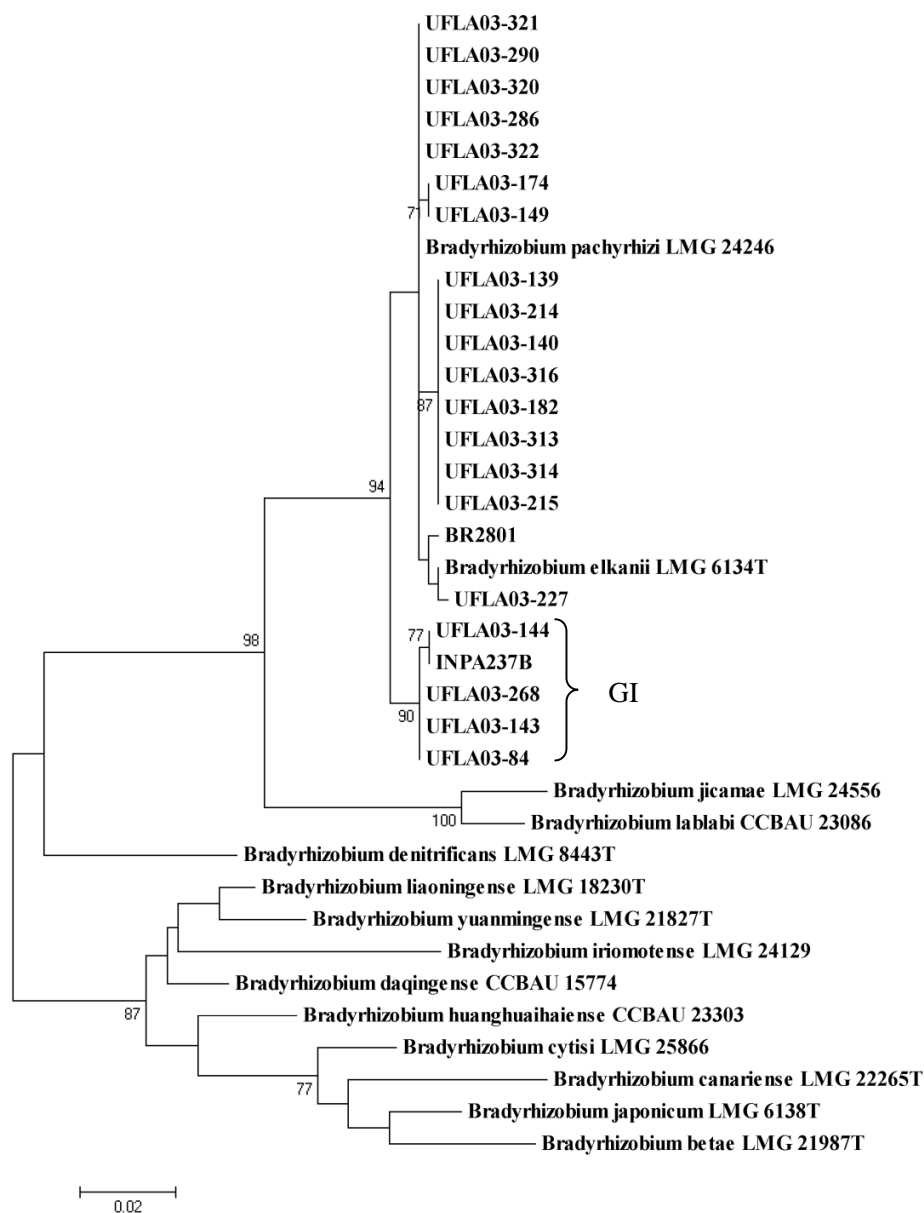 UFLA03-321
UFLA03-290
UFLA03-320
UFLA03-286
UFLA03-322
UFLA03-174
71
UFLA03-149
Bradyrhizobium pachyrhizi LMG 24246
UFLA03-139
UFLA03-214
UFLA03-140
UFLA03-316
87
UFLA03-182
UFLA03-313
UFLA03-314
94
UFLA03-215
BR2801
Bradyrhizobium elkanii LMG 6134T
UFLA03-227
98
77
UFLA03-144
INPA237B
UFLA03-268
GI
90
UFLA03-143
UFLA03-84
Bradyrhizobium jicamae LMG 24556
100
Bradyrhizobium lablabi CCBAU 23086
Bradyrhizobium denitrificans LMG 8443T
Bradyrhizobium liaoningense LMG 18230T
Bradyrhizobium yuanmingense LMG 21827T
Bradyrhizobium iriomotense LMG 24129
Bradyrhizobium daqingense CCBAU 15774
87
Bradyrhizobium huanghuaihaiense CCBAU 23303
Bradyrhizobium cytisi LMG 25866
77
Bradyrhizobium canariense LMG 22265T
Bradyrhizobium japonicum LMG 6138T
Bradyrhizobium betae LMG 21987T
0.02